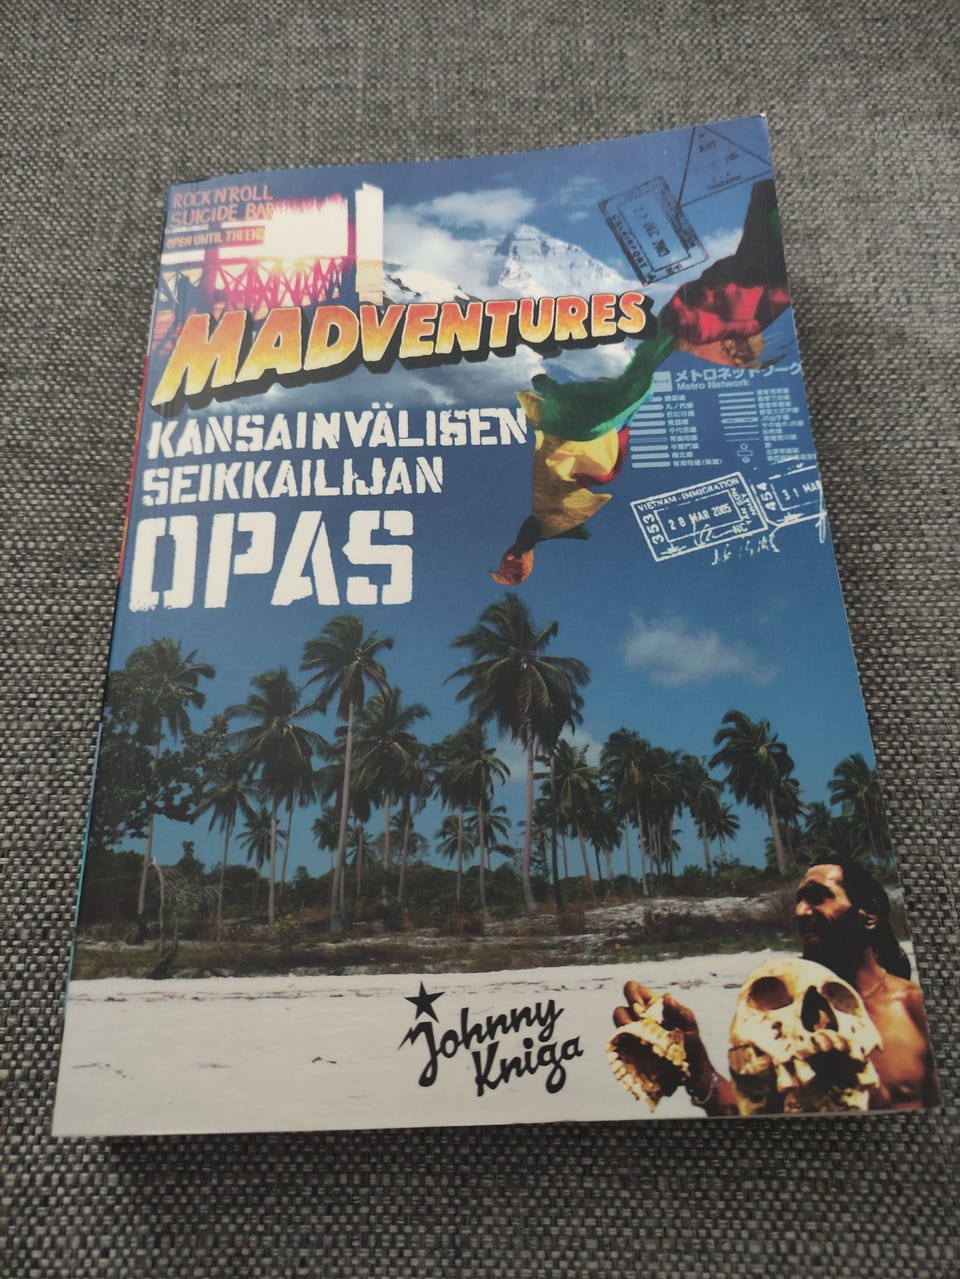 ROCK'N'ROLL
SUICIDE BAR
OPEN UNTIL THE END
MADVENTURES
KANSAINVÄLISEN
SEIKKAILIJAN
OPAS
メトロネットワーク
Metro Network
VIETNAM - IMMIGRATION
353
28 MAR 2005
454
31 MAR
Johnny
Kniga